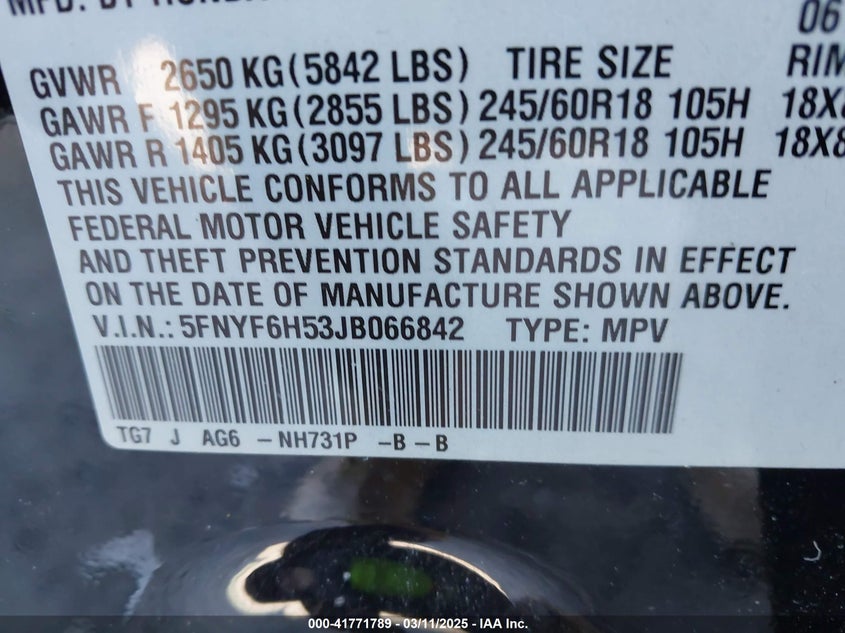 MFD. BY HONDA
06
GVWR 2650 KG (5842 LBS) TIRE SIZE RIM
GAWR F 1295 KG (2855 LBS) 245/60R18 105H 18X8
GAWR R 1405 KG (3097 LBS) 245/60R18 105H 18X8
THIS VEHICLE CONFORMS TO ALL APPLICABLE
FEDERAL MOTOR VEHICLE SAFETY
AND THEFT PREVENTION STANDARDS IN EFFECT
ON THE DATE OF MANUFACTURE SHOWN ABOVE.
V.I.N.: 5FNYF6H53JB066842 TYPE: MPV
TG7 J AG6 - NH731P - B - B
000-41771789 - 03/11/2025 - IAA, Inc.